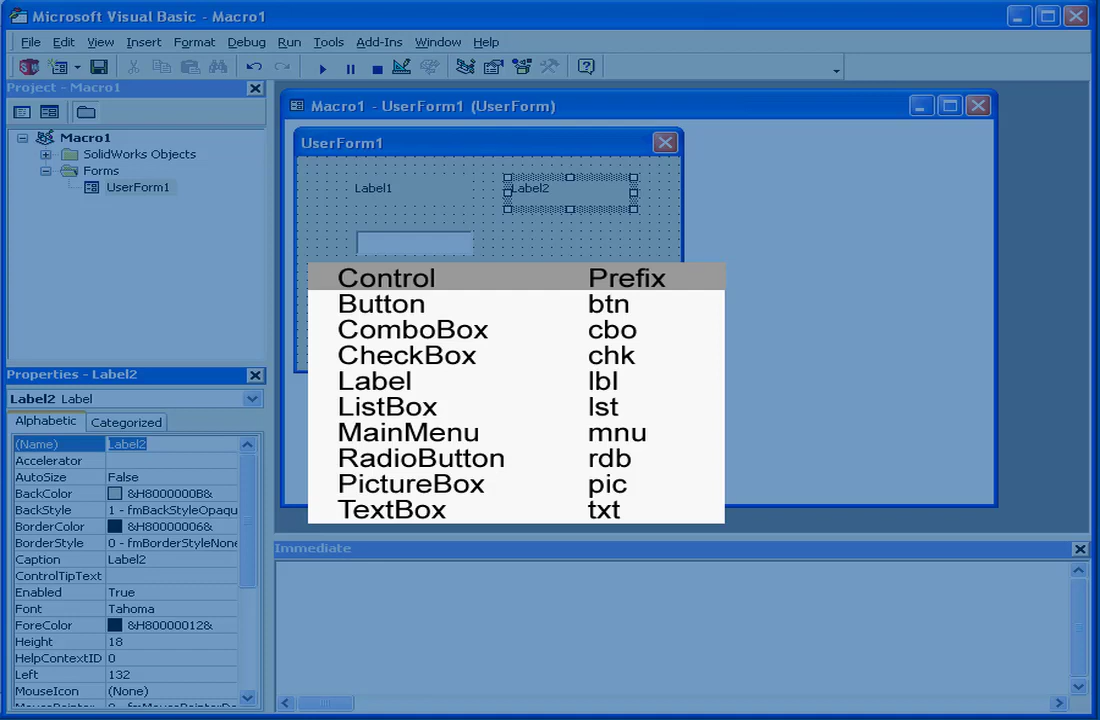 Microsoft Visual Basic - Macro1
File Edit View Insert Format Debug Run Tools Add-Ins Window Help
Project - Macro1
Macro1
SolidWorks Objects
Forms
UserForm1
Macro1 - UserForm1 (UserForm)
UserForm1
Label1 Label2
Control Prefix
Button btn
ComboBox cbo
CheckBox chk
Label lbl
ListBox lst
MainMenu mnu
RadioButton rdb
PictureBox pic
TextBox txt
Properties - Label2
Label2 Label
Alphabetic Categorized
(Name) Label2
Accelerator
AutoSize False
BackColor &H8000000B&
BackStyle 1 - fmBackStyleOpaqu
BorderColor &H80000006&
BorderStyle 0 - fmBorderStyleNone
Caption Label2
ControlTipText
Enabled True
Font Tahoma
ForeColor &H80000012&
Height 18
HelpContextID 0
Left 132
MouseIcon (None)
Immediate